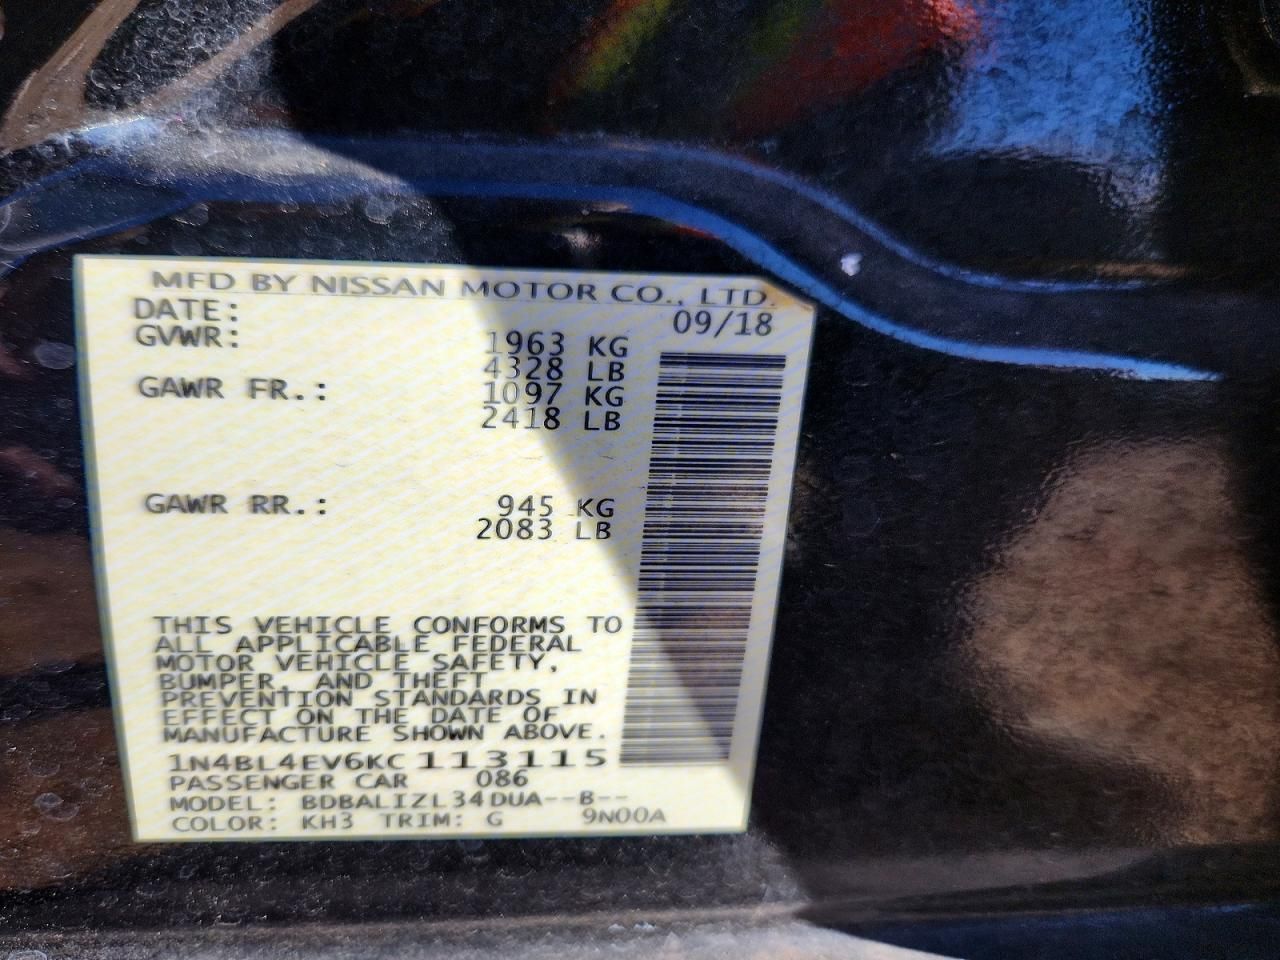 MFD BY NISSAN MOTOR CO., LTD.
DATE: 09/18
GVWR: 1963 KG
4328 LB
GAWR FR.: 1097 KG
2418 LB
GAWR RR.: 945 KG
2083 LB
THIS VEHICLE CONFORMS TO
ALL APPLICABLE FEDERAL
MOTOR VEHICLE SAFETY,
BUMPER, AND THEFT
PREVENTION STANDARDS IN
EFFECT ON THE DATE OF
MANUFACTURE SHOWN ABOVE.
1N4BL4EV6KC113115
PASSENGER CAR 086
MODEL: BDBALIZL34DUA--B--
COLOR: KH3 TRIM: G 9N00A